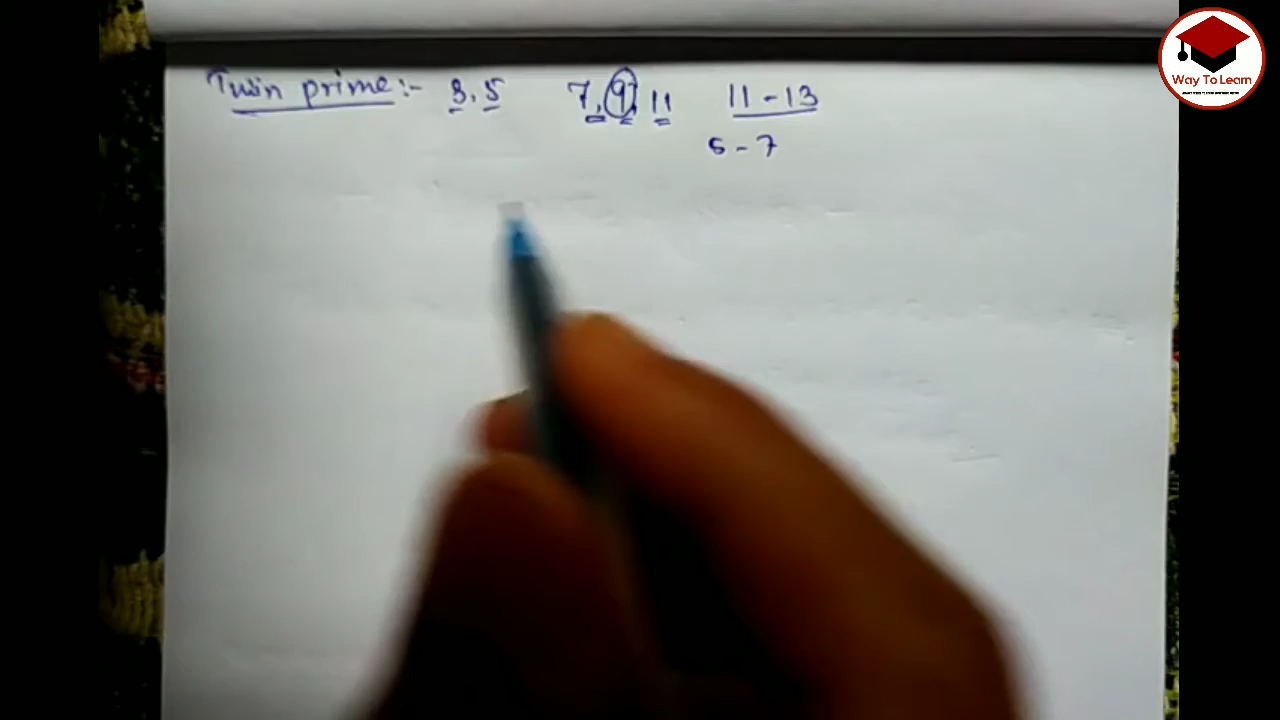 Twin prime :- 3, 5 7, 9, 11 11 - 13
5 - 7
Way To Learn